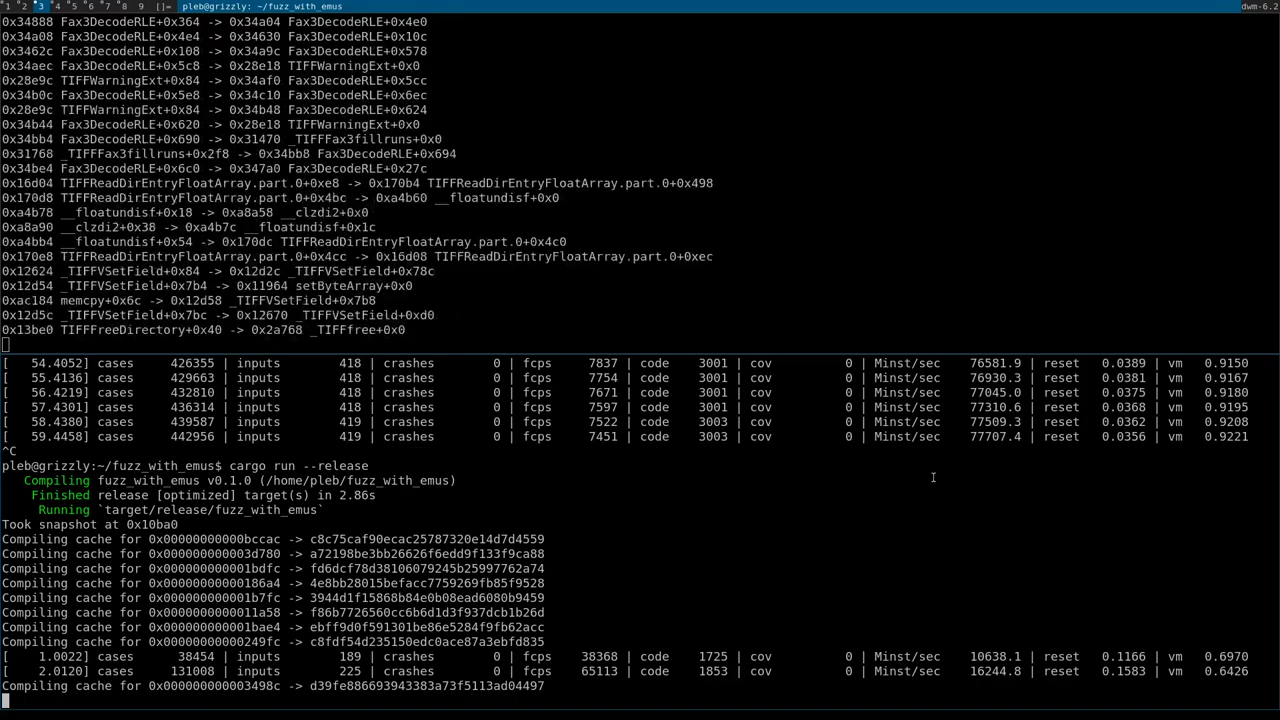 1 2 3 4 5 6 7 8 9 []= pleb@grizzly: ~/fuzz_with_emus dwm-6.2
0x34888 Fax3DecodeRLE+0x364 -> 0x34a04 Fax3DecodeRLE+0x4e0
0x34a08 Fax3DecodeRLE+0x4e4 -> 0x34630 Fax3DecodeRLE+0x10c
0x3462c Fax3DecodeRLE+0x108 -> 0x34a9c Fax3DecodeRLE+0x578
0x34aec Fax3DecodeRLE+0x5c8 -> 0x28e18 TIFFWarningExt+0x0
0x28e9c TIFFWarningExt+0x84 -> 0x34af0 Fax3DecodeRLE+0x5cc
0x34b0c Fax3DecodeRLE+0x5e8 -> 0x34c10 Fax3DecodeRLE+0x6ec
0x28e9c TIFFWarningExt+0x84 -> 0x34b48 Fax3DecodeRLE+0x624
0x34b44 Fax3DecodeRLE+0x620 -> 0x28e18 TIFFWarningExt+0x0
0x34bb4 Fax3DecodeRLE+0x690 -> 0x31470 _TIFFFax3fillruns+0x0
0x31768 _TIFFFax3fillruns+0x2f8 -> 0x34bb8 Fax3DecodeRLE+0x694
0x34be4 Fax3DecodeRLE+0x6c0 -> 0x347a0 Fax3DecodeRLE+0x27c
0x16d04 TIFFReadDirEntryFloatArray.part.0+0xe8 -> 0x170b4 TIFFReadDirEntryFloatArray.part.0+0x498
0x170d8 TIFFReadDirEntryFloatArray.part.0+0x4bc -> 0xa4b60 __floatundisf+0x0
0xa4b78 __floatundisf+0x18 -> 0xa8a58 __clzdi2+0x0
0xa8a90 __clzdi2+0x38 -> 0xa4b7c __floatundisf+0x1c
0xa4bb4 __floatundisf+0x54 -> 0x170dc TIFFReadDirEntryFloatArray.part.0+0x4c0
0x170e8 TIFFReadDirEntryFloatArray.part.0+0x4cc -> 0x16d08 TIFFReadDirEntryFloatArray.part.0+0xec
0x12624 _TIFFVSetField+0x84 -> 0x12d2c _TIFFVSetField+0x78c
0x12d54 _TIFFVSetField+0x7b4 -> 0x11964 setByteArray+0x0
0xac184 memcpy+0x6c -> 0x12d58 _TIFFVSetField+0x7b8
0x12d5c _TIFFVSetField+0x7bc -> 0x12670 _TIFFVSetField+0xd0
0x13be0 TIFFFreeDirectory+0x40 -> 0x2a768 _TIFFfree+0x0
[ 54.4052] cases 426355 | inputs 418 | crashes 0 | fcps 7837 | code 3001 | cov 0 | Minst/sec 76581.9 | reset 0.0389 | vm 0.9150
[ 55.4136] cases 429663 | inputs 418 | crashes 0 | fcps 7754 | code 3001 | cov 0 | Minst/sec 76930.3 | reset 0.0381 | vm 0.9167
[ 56.4219] cases 432810 | inputs 418 | crashes 0 | fcps 7671 | code 3001 | cov 0 | Minst/sec 77045.0 | reset 0.0375 | vm 0.9180
[ 57.4301] cases 436314 | inputs 418 | crashes 0 | fcps 7597 | code 3001 | cov 0 | Minst/sec 77310.6 | reset 0.0368 | vm 0.9195
[ 58.4380] cases 439587 | inputs 419 | crashes 0 | fcps 7522 | code 3003 | cov 0 | Minst/sec 77509.3 | reset 0.0362 | vm 0.9208
[ 59.4458] cases 442956 | inputs 419 | crashes 0 | fcps 7451 | code 3003 | cov 0 | Minst/sec 77707.4 | reset 0.0356 | vm 0.9221
^C
pleb@grizzly:~/fuzz_with_emus$ cargo run --release
Compiling fuzz_with_emus v0.1.0 (/home/pleb/fuzz_with_emus)
Finished release [optimized] target(s) in 2.86s
Running `target/release/fuzz_with_emus`
Took snapshot at 0x10ba0
Compiling cache for 0x00000000000bccac -> c8c75caf90ecac25787320e14d7d4559
Compiling cache for 0x000000000003d780 -> a72198be3bb26626f6edd9f133f9ca88
Compiling cache for 0x000000000001bdfc -> fd6dcf78d38106079245b25997762a74
Compiling cache for 0x00000000000186a4 -> 4e8bb28015befacc7759269fb85f9528
Compiling cache for 0x000000000001b7fc -> 3944d1f15868b84e0b08ead6080b9459
Compiling cache for 0x0000000000011a58 -> f86b7726560cc6b6d1d3f937dcb1b26d
Compiling cache for 0x000000000001bae4 -> ebff9d0f591301be86e5284f9fb62acc
Compiling cache for 0x00000000000249fc -> c8fdf54d235150edc0ace87a3ebfd835
[ 1.0022] cases 38454 | inputs 189 | crashes 0 | fcps 38368 | code 1725 | cov 0 | Minst/sec 10638.1 | reset 0.1166 | vm 0.6970
[ 2.0120] cases 131008 | inputs 225 | crashes 0 | fcps 65113 | code 1853 | cov 0 | Minst/sec 16244.8 | reset 0.1583 | vm 0.6426
Compiling cache for 0x000000000003498c -> d39fe886693943383a73f5113ad04497